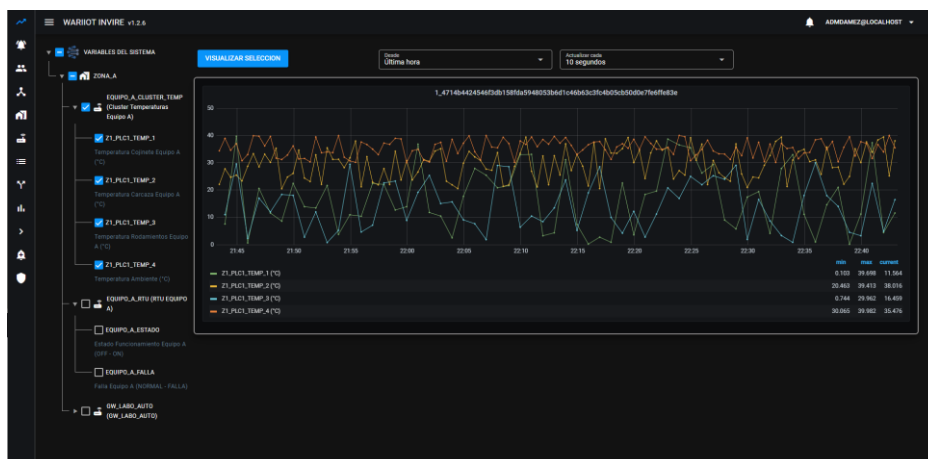 WARIIOT INVIRE v1.2.6
ADMDAMEZ@LOCALHOST
VARIABLES DEL SISTEMA
ZONA_A
EQUIPO_A_CLUSTER_TEMP
(Cluster Temperaturas
Equipo A)
Z1_PLC1_TEMP_1
Temperatura Cojinete Equipo A
(°C)
Z1_PLC1_TEMP_2
Temperatura Carcaza Equipo A
(°C)
Z1_PLC1_TEMP_3
Temperatura Rodamientos Equipo
A (°C)
Z1_PLC1_TEMP_4
Temperatura Ambiente (°C)
EQUIPO_A_RTU (RTU EQUIPO
A)
EQUIPO_A_ESTADO
Estado Funcionamiento Equipo A
(OFF - ON)
EQUIPO_A_FALLA
Falla Equipo A (NORMAL - FALLA)
GW_LABO_AUTO
(GW_LABO_AUTO)
VISUALIZAR SELECCION
Desde
Última hora
Actualizar cada
10 segundos
50
40
30
20
10
0
21:45 21:50 21:55 22:00 22:05 22:10 22:15 22:20 22:25 22:30 22:35 22:40
min max current
Z1_PLC1_TEMP_1 (°C) 0.103 39.698 11.564
Z1_PLC1_TEMP_2 (°C) 20.463 39.413 38.016
Z1_PLC1_TEMP_3 (°C) 0.744 29.962 16.459
Z1_PLC1_TEMP_4 (°C) 30.065 39.982 35.476